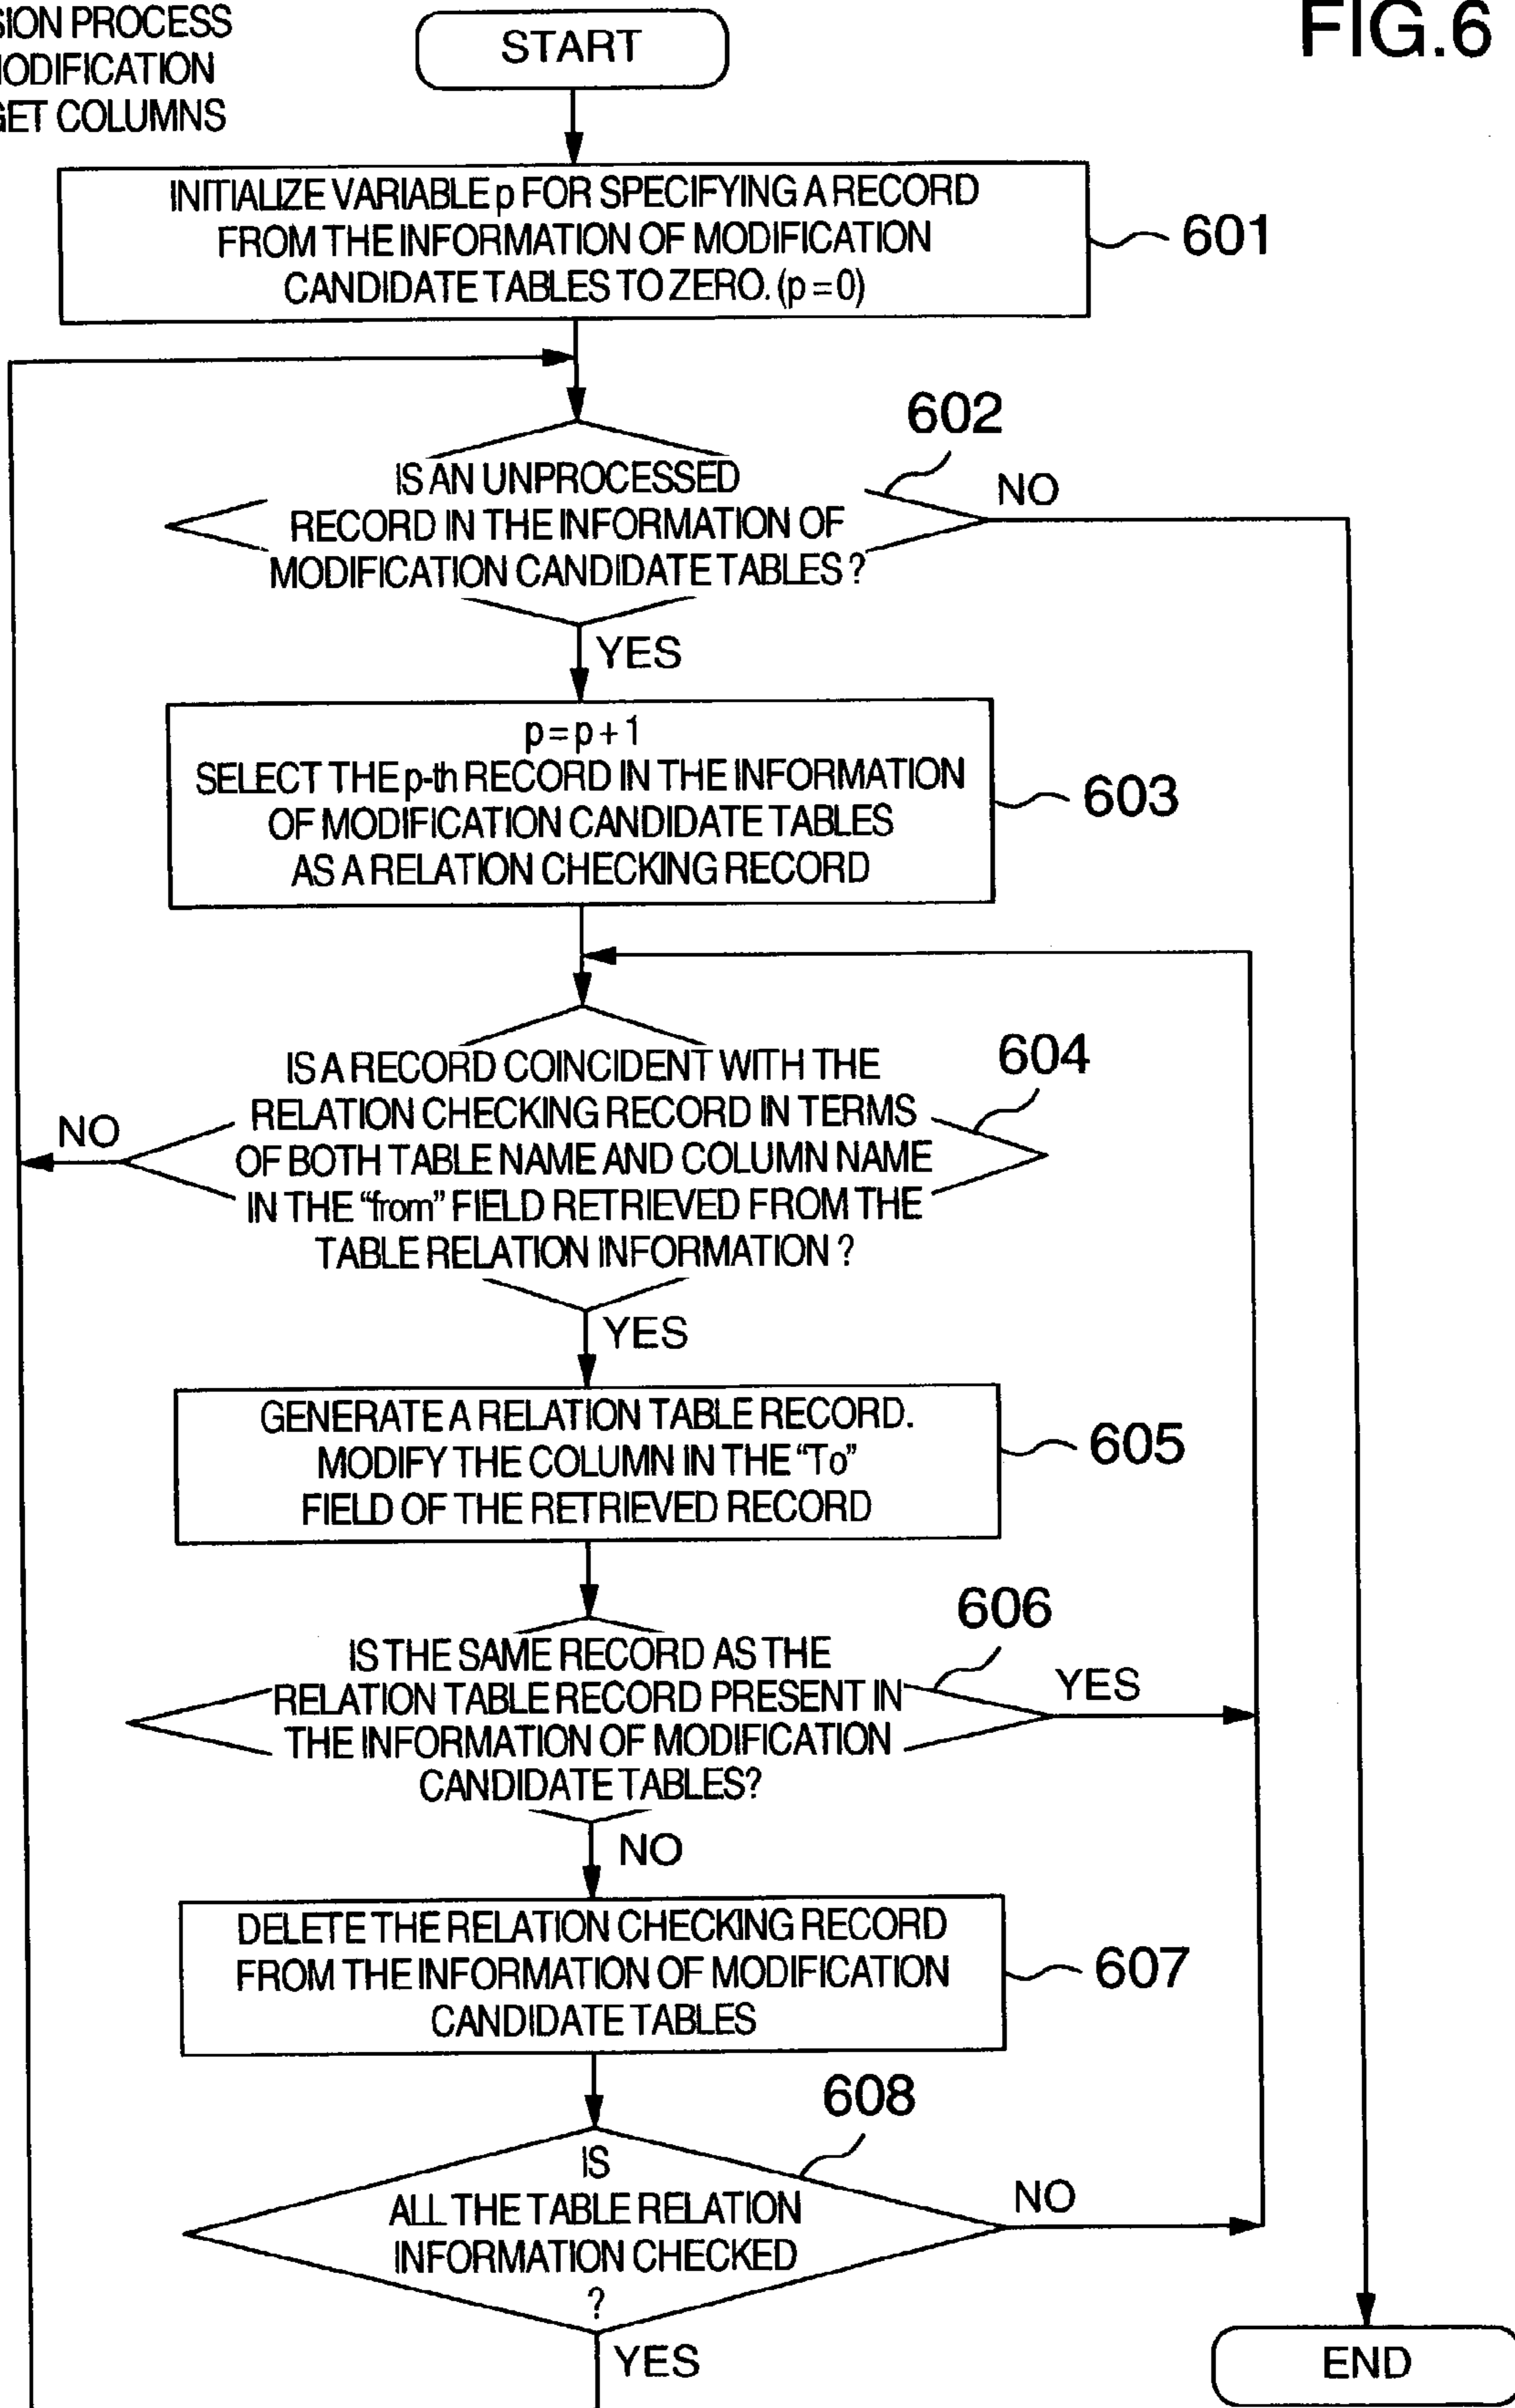 SION PROCESS
MODIFICATION
GET COLUMNS
FIG.6
START
INITIALIZE VARIABLE p FOR SPECIFYING A RECORD
FROM THE INFORMATION OF MODIFICATION
CANDIDATE TABLES TO ZERO. (p=0)
601
602
IS AN UNPROCESSED
RECORD IN THE INFORMATION OF
MODIFICATION CANDIDATE TABLES ?
NO
YES
p=p+1
SELECT THE p-th RECORD IN THE INFORMATION
OF MODIFICATION CANDIDATE TABLES
AS A RELATION CHECKING RECORD
603
604
IS A RECORD COINCIDENT WITH THE
RELATION CHECKING RECORD IN TERMS
OF BOTH TABLE NAME AND COLUMN NAME
IN THE “from” FIELD RETRIEVED FROM THE
TABLE RELATION INFORMATION ?
NO
YES
GENERATE A RELATION TABLE RECORD.
MODIFY THE COLUMN IN THE “To”
FIELD OF THE RETRIEVED RECORD
605
606
IS THE SAME RECORD AS THE
RELATION TABLE RECORD PRESENT IN
THE INFORMATION OF MODIFICATION
CANDIDATE TABLES?
YES
NO
DELETE THE RELATION CHECKING RECORD
FROM THE INFORMATION OF MODIFICATION
CANDIDATE TABLES
607
608
IS
ALL THE TABLE RELATION
INFORMATION CHECKED
?
NO
YES
END